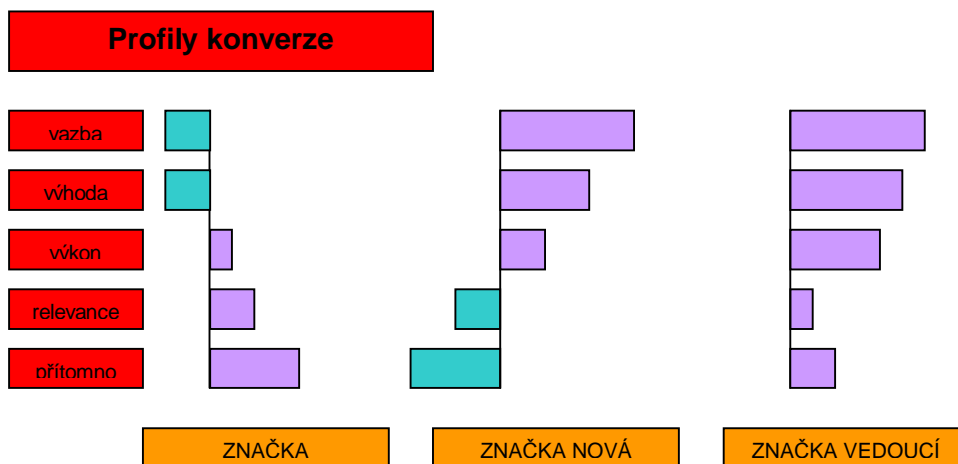 Profily konverze
vazba
výhoda
výkon
relevance
přítomno
ZNAČKA
ZNAČKA NOVÁ
ZNAČKA VEDOUCÍ